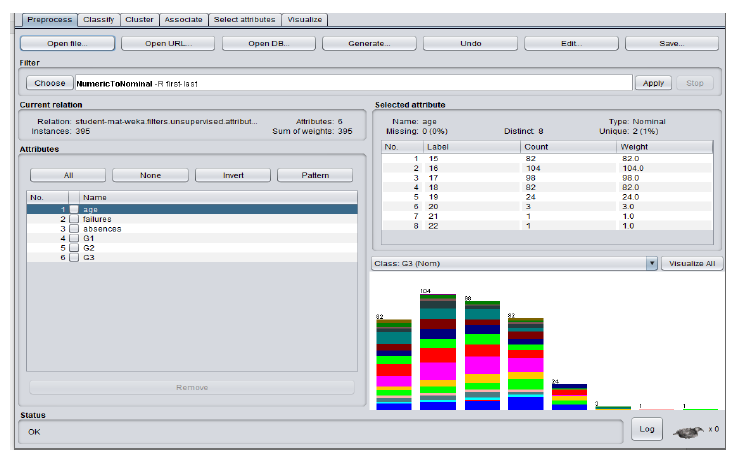 Preprocess Classify Cluster Associate Select attributes Visualize
Open file... Open URL... Open DB... Generate... Undo Edit... Save...
Filter
Choose NumericToNominal -R first-last Apply Stop
Current relation
Relation: student-mat-weka.filters.unsupervised.attribut... Attributes: 6
Instances: 395 Sum of weights: 395
Attributes
All None Invert Pattern
No. Name
1 age
2 failures
3 absences
4 G1
5 G2
6 G3
Remove
Selected attribute
Name: age Type: Nominal
Missing: 0 (0%) Distinct: 8 Unique: 2 (1%)
No. Label Count Weight
1 15 82 82.0
2 16 104 104.0
3 17 98 98.0
4 18 82 82.0
5 19 24 24.0
6 20 3 3.0
7 21 1 1.0
8 22 1 1.0
Class: G3 (Nom) Visualize All
82 104 98 82 24 3 1 1
Status
OK Log x 0